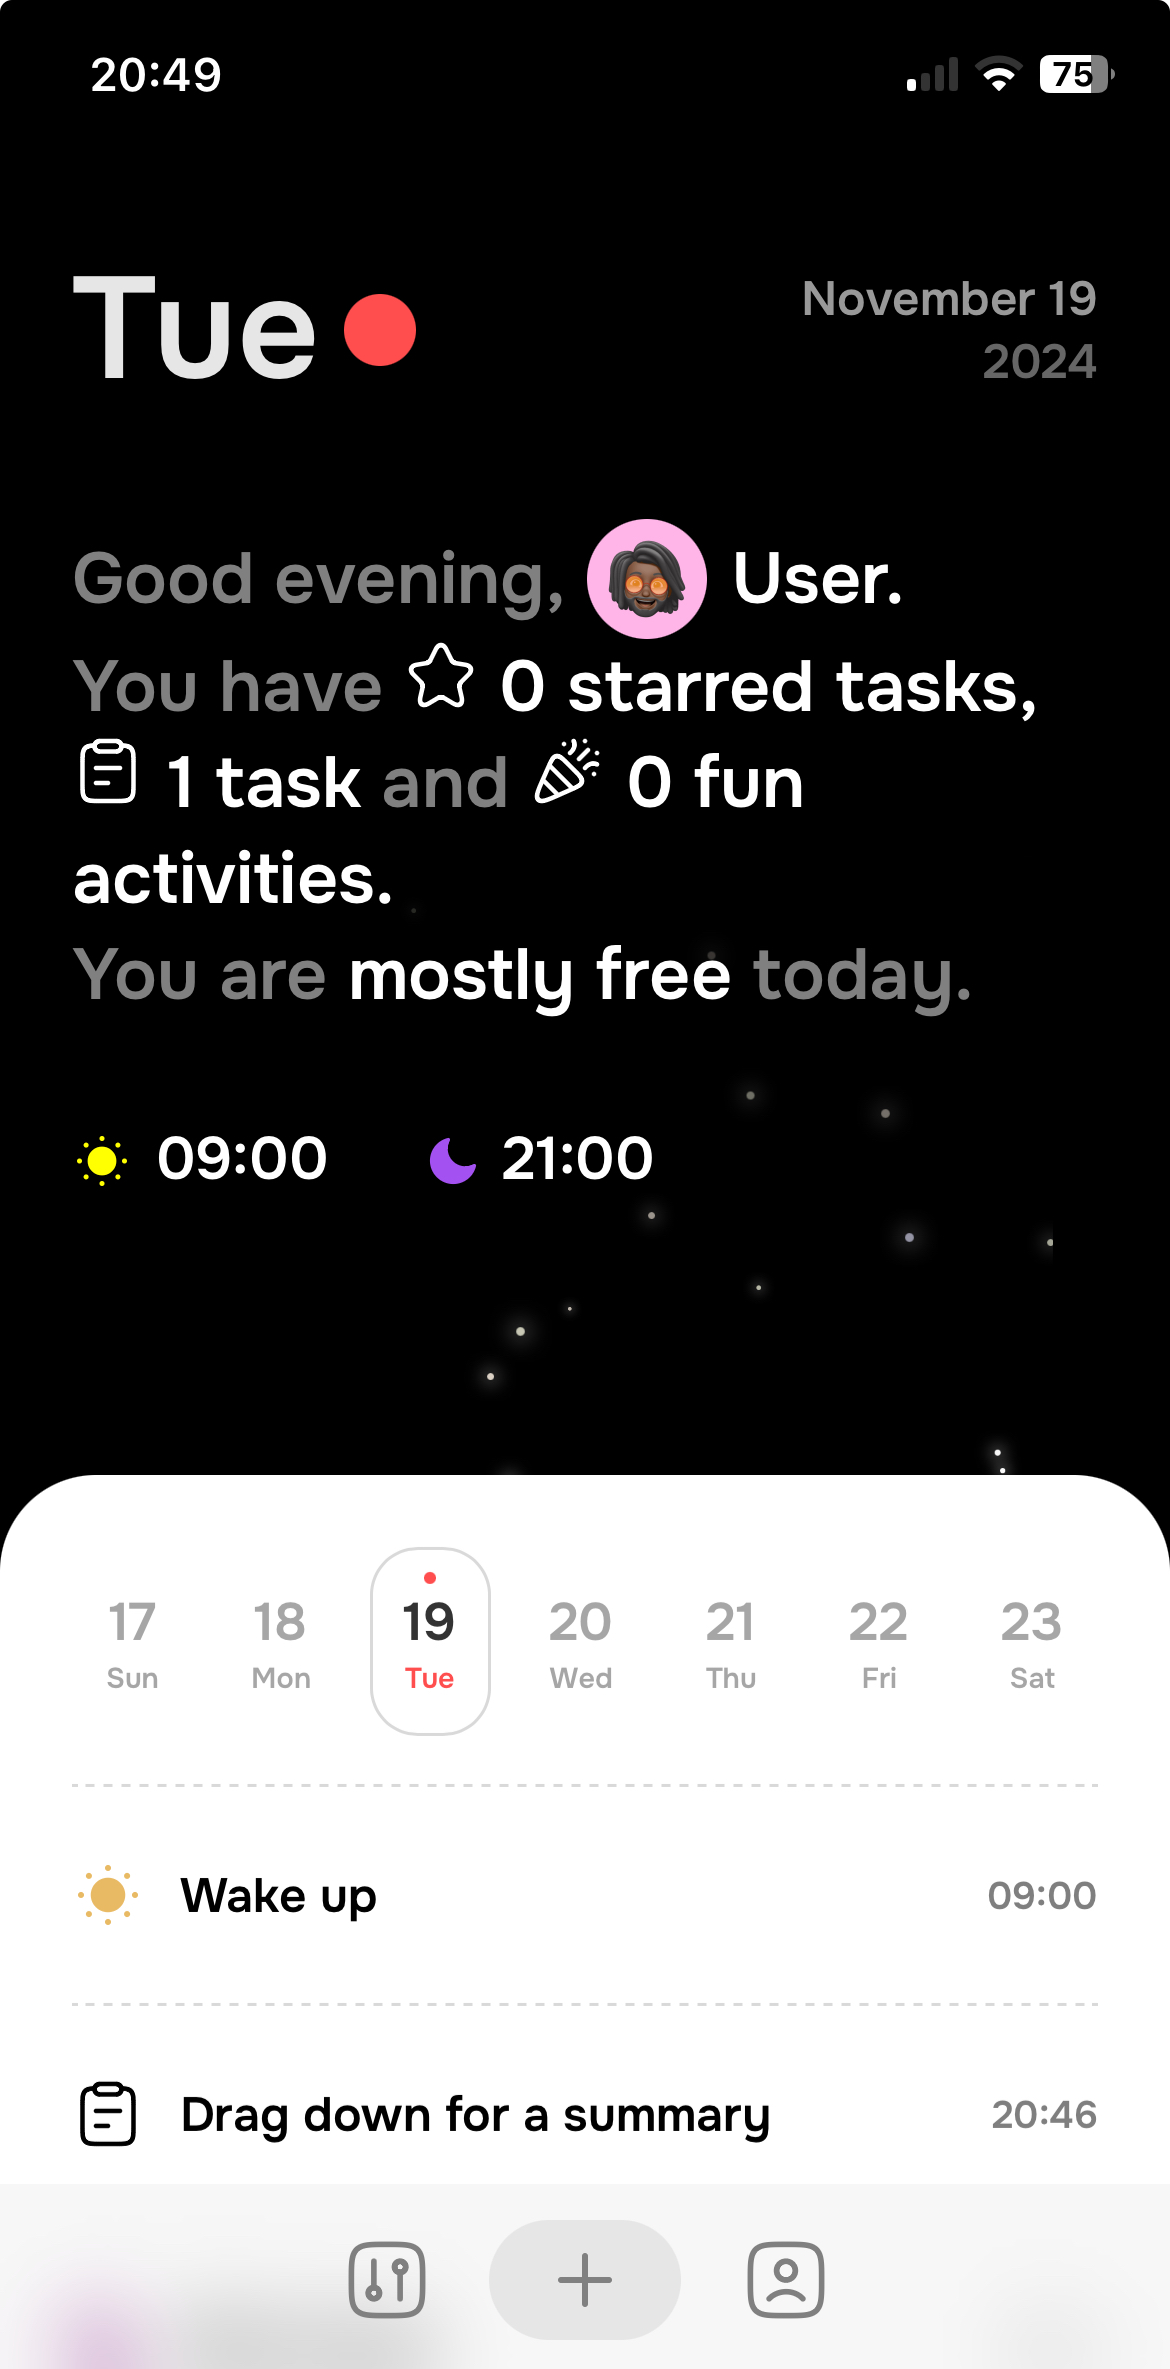 20:49
75
Tue
November 19
2024
Good evening, User.
You have 0 starred tasks,
1 task and 0 fun
activities.
You are mostly free today.
09:00 21:00
17 18 19 20 21 22 23
Sun Mon Tue Wed Thu Fri Sat
Wake up 09:00
Drag down for a summary 20:46